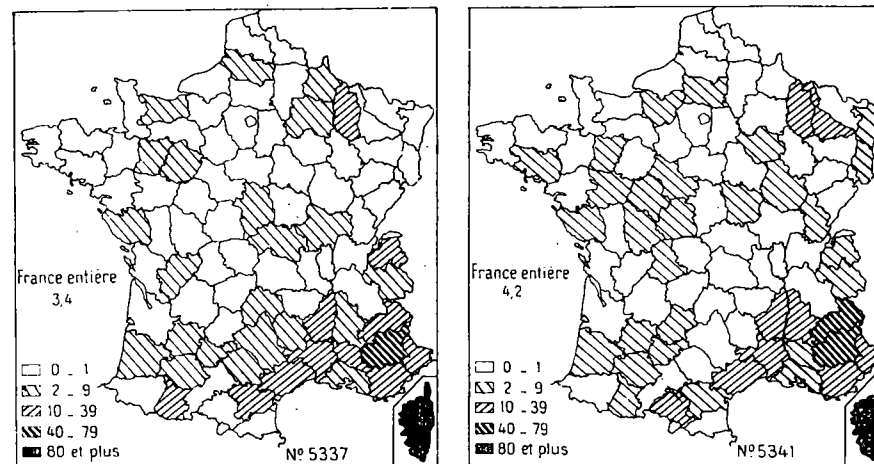 France entière
3,4
0 _ 1
2 _ 9
10 _ 39
40 _ 79
80 et plus
Nº 5337
France entière
4,2
0 _ 1
2 _ 9
10 _ 39
40 _ 79
80 et plus
Nº 5341